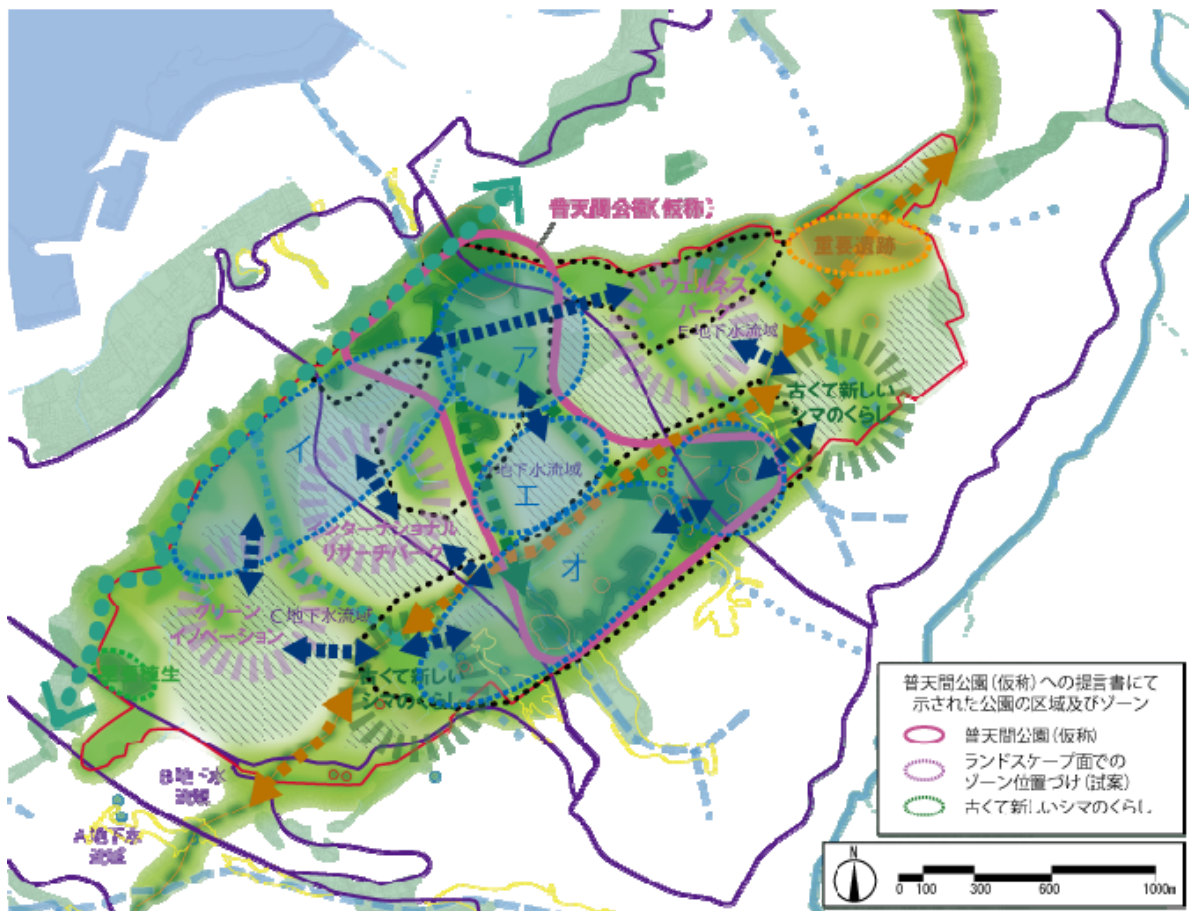 普天間公園(仮称)
重要遺跡
ウェルネス
パーク
E地下水流域
古くて新しい
シマのくらし
ア
イ
ウ
エ
オ
地下水流域
インターナショナル
リサーチパーク
グリーン
イノベーション
C地下水流域
古くて新しい
シマのくらし
B地下水
流域
A地下水
流域
普天間公園(仮称)への提言書にて
示された公園の区域及びゾーン
普天間公園(仮称)
ランドスケープ面での
ゾーン位置づけ(試案)
古くて新しいシマのくらし
N
0 100 300 600 1000m